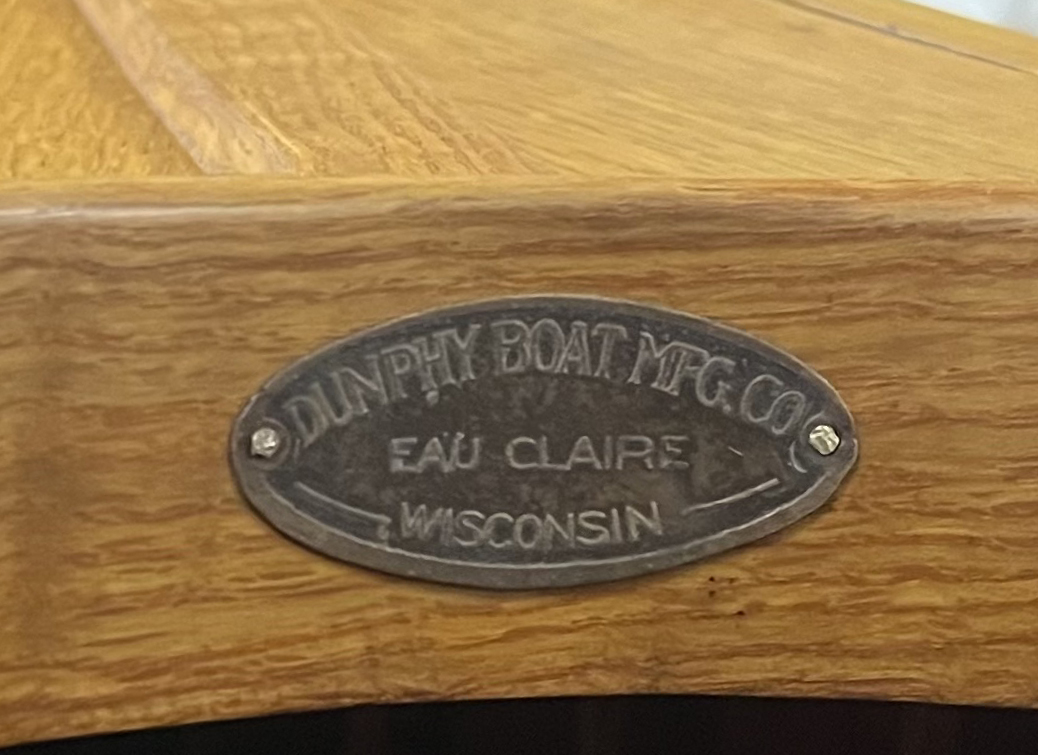 DUNPHY BOAT MFG. CO
EAU CLAIRE
WISCONSIN